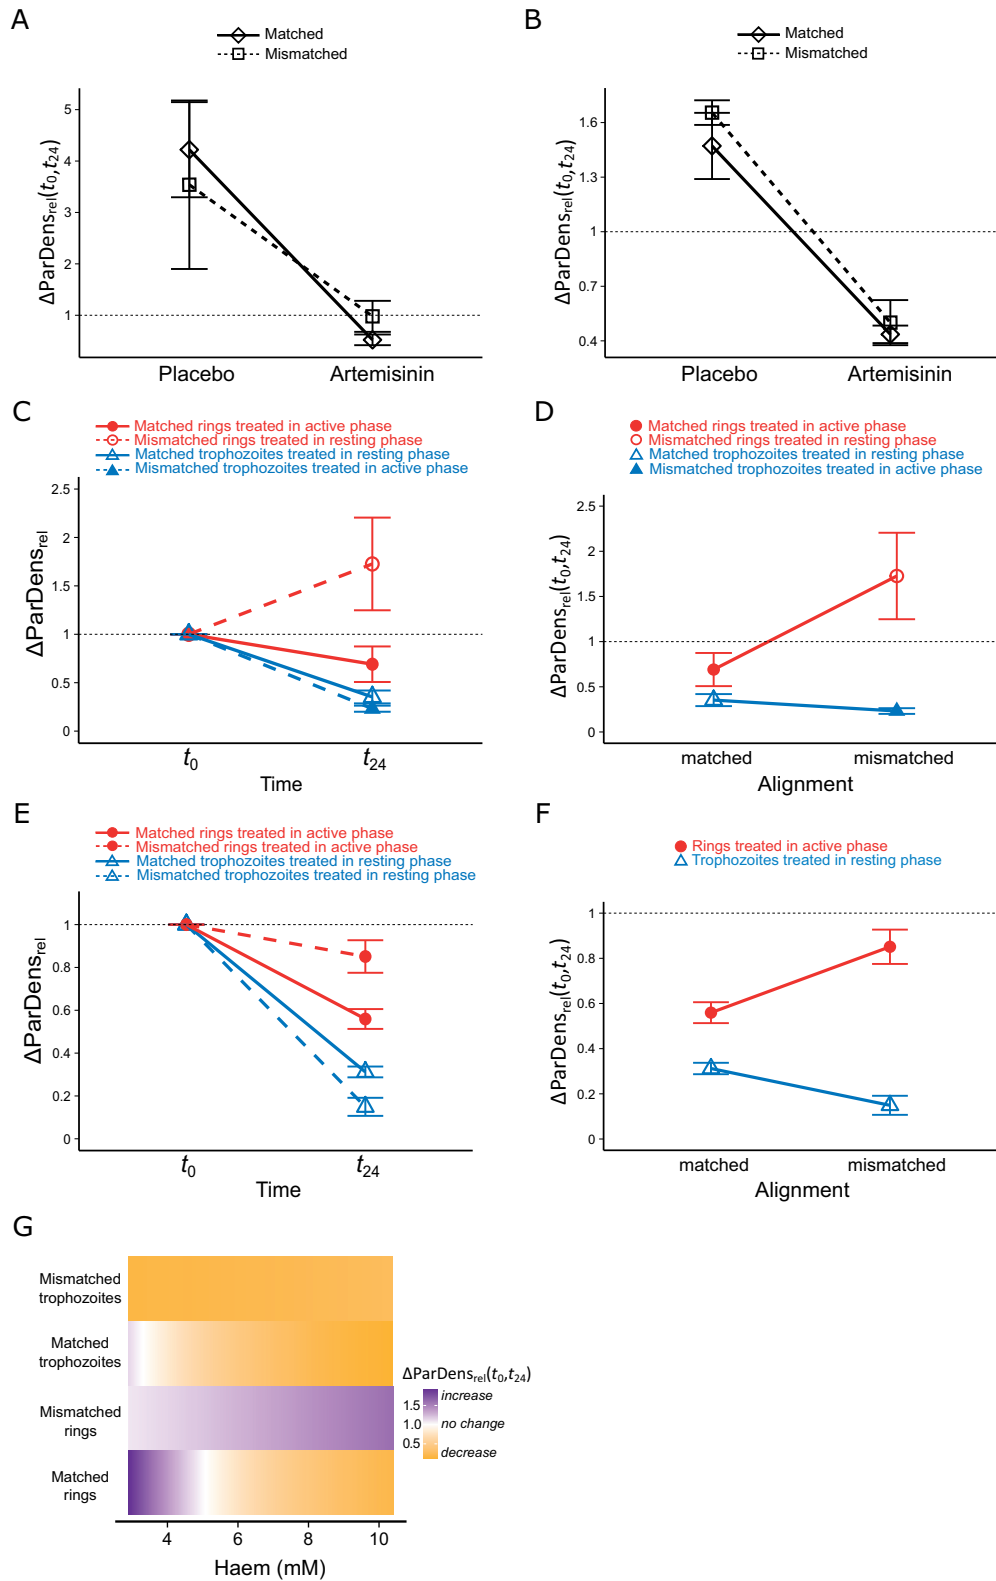 A
Matched
Mismatched
ΔParDensrel(t0,t24)
5
4
3
2
1
Placebo
Artemisinin
B
Matched
Mismatched
ΔParDensrel(t0,t24)
1.6
1.3
1
0.7
0.4
Placebo
Artemisinin
C
Matched rings treated in active phase
Mismatched rings treated in resting phase
Matched trophozoites treated in resting phase
Mismatched trophozoites treated in active phase
ΔParDensrel
2.5
2
1.5
1
0.5
0
t0
t24
Time
D
Matched rings treated in active phase
Mismatched rings treated in resting phase
Matched trophozoites treated in resting phase
Mismatched trophozoites treated in active phase
ΔParDensrel(t0,t24)
2.5
2
1.5
1
0.5
0
matched
mismatched
Alignment
E
Matched rings treated in active phase
Mismatched rings treated in active phase
Matched trophozoites treated in resting phase
Mismatched trophozoites treated in resting phase
ΔParDensrel
1
0.8
0.6
0.4
0.2
0
t0
t24
Time
F
Rings treated in active phase
Trophozoites treated in resting phase
ΔParDensrel(t0,t24)
1
0.8
0.6
0.4
0.2
0
matched
mismatched
Alignment
G
Mismatched
trophozoites
Matched
trophozoites
Mismatched
rings
Matched
rings
4
6
8
10
Haem (mM)
ΔParDensrel(t0,t24)
1.5
1.0
0.5
increase
no change
decrease